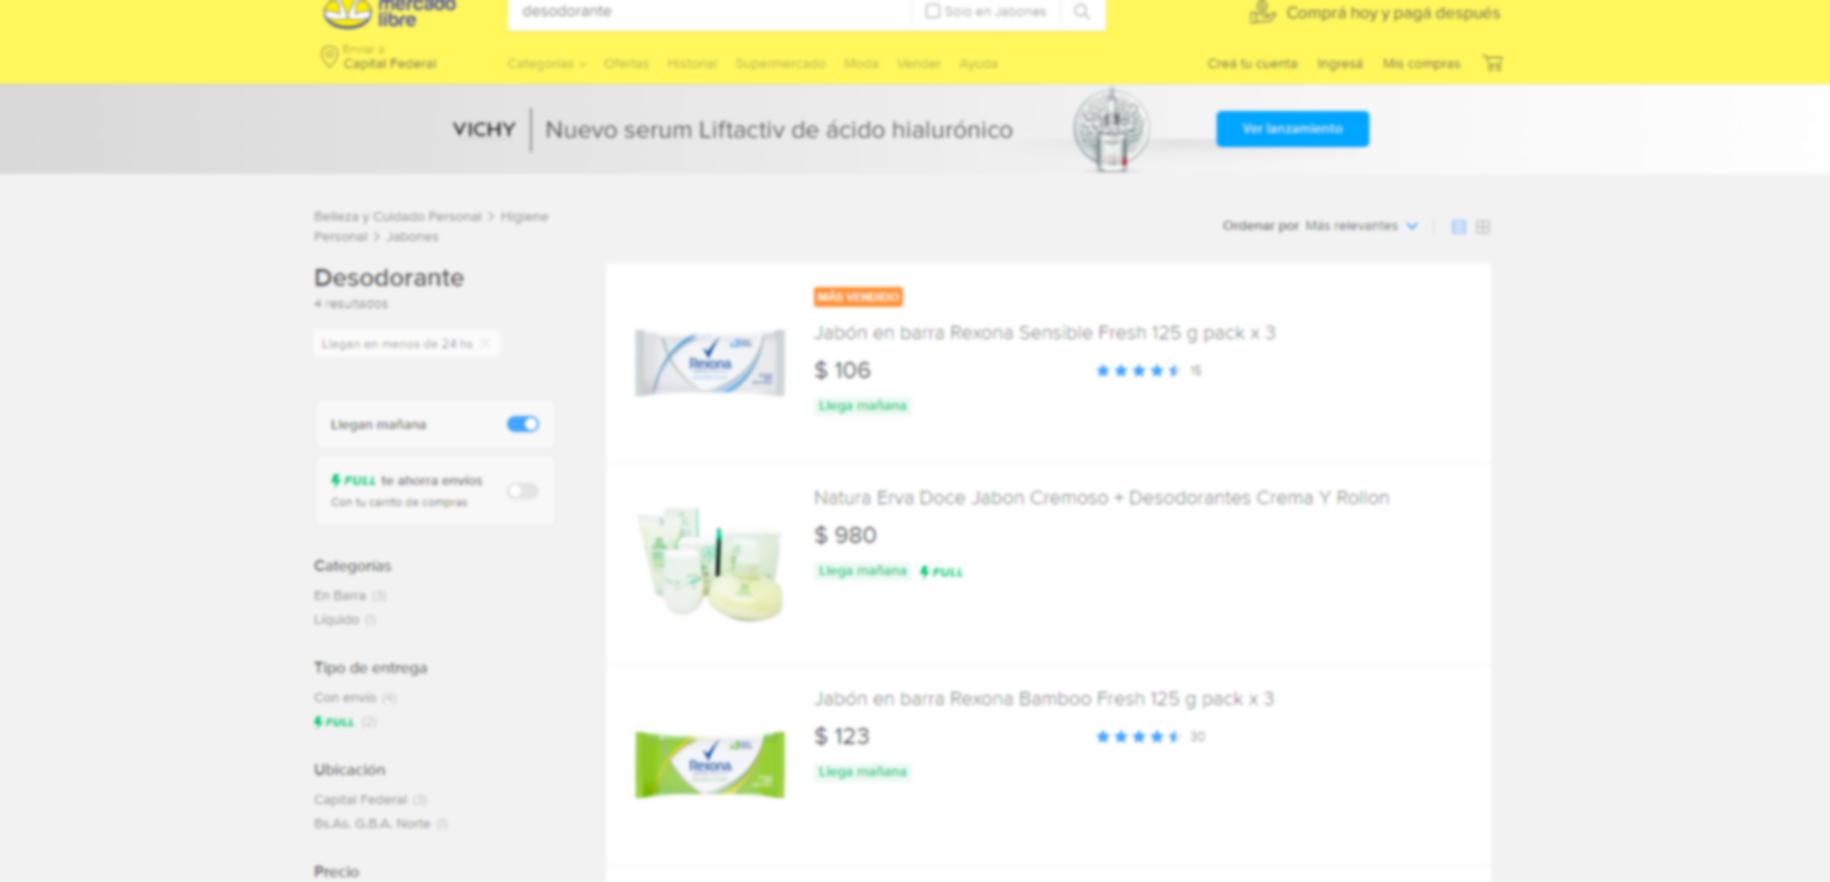 mercado
libre
desodorante
Solo en Jabones
Comprá hoy y pagá después
Enviar a
Capital Federal
Categorías
Ofertas
Historial
Supermercado
Moda
Vender
Ayuda
Creá tu cuenta
Ingresá
Mis compras
VICHY
Nuevo serum Liftactiv de ácido hialurónico
Ver lanzamiento
Belleza y Cuidado Personal > Higiene
Personal > Jabones
Ordenar por Más relevantes
Desodorante
4 resultados
Llegan en menos de 24 hs
Llegan mañana
FULL te ahorra envíos
Con tu carrito de compras
Categorías
En Barra (3)
Líquido (1)
Tipo de entrega
Con envío (4)
FULL (2)
Ubicación
Capital Federal (3)
Bs.As. G.B.A. Norte (1)
Precio
MÁS VENDIDO
Jabón en barra Rexona Sensible Fresh 125 g pack x 3
Rexona
$ 106
15
Llega mañana
Natura Erva Doce Jabon Cremoso + Desodorantes Crema Y Rollon
$ 980
Llega mañana FULL
Jabón en barra Rexona Bamboo Fresh 125 g pack x 3
Rexona
$ 123
30
Llega mañana